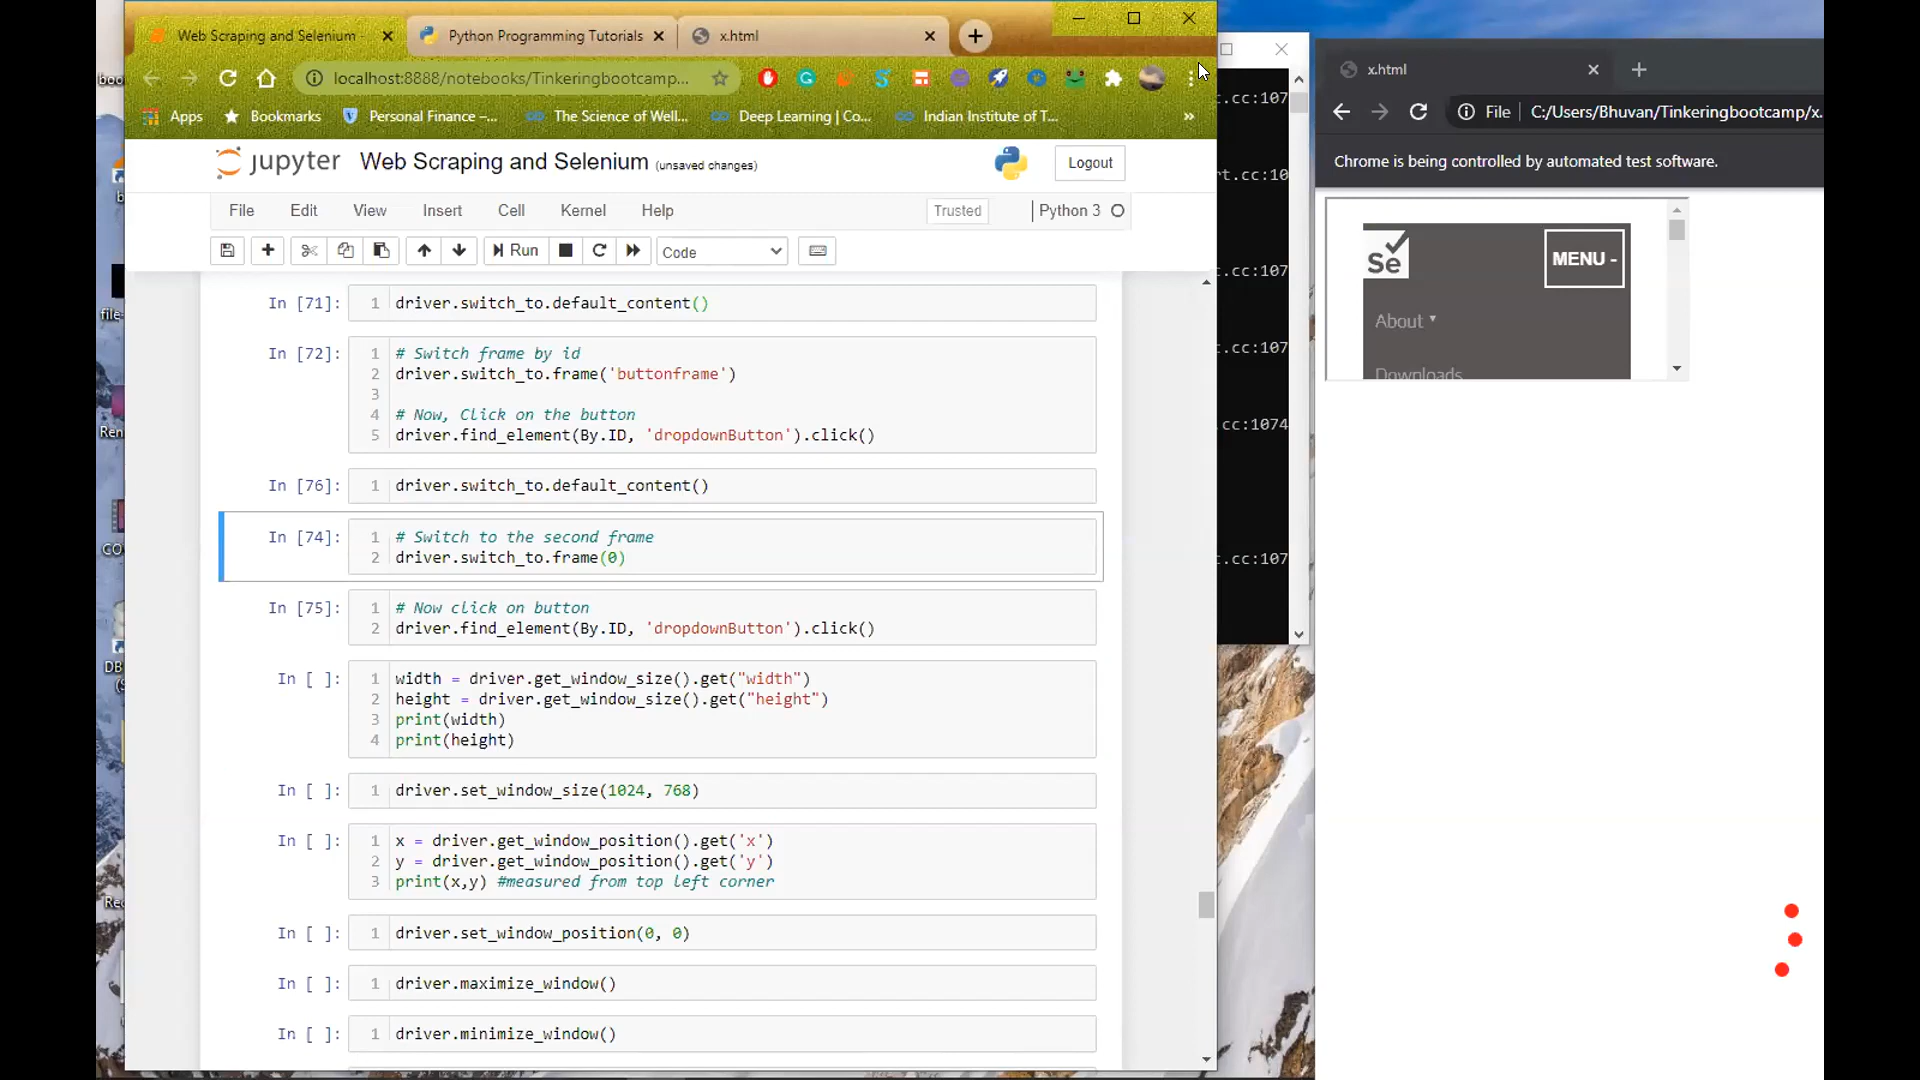 Web Scraping and Selenium -
Python Programming Tutorials
x.html
localhost:8888/notebooks/Tinkeringbootcamp...
Apps
Bookmarks
Personal Finance –...
The Science of Well...
Deep Learning | Co...
Indian Institute of T...
»
jupyter Web Scraping and Selenium (unsaved changes)
Logout
File Edit View Insert Cell Kernel Help
Trusted
Python 3
Run
Code
In [71]:
1 driver.switch_to.default_content()
In [72]:
1 # Switch frame by id
2 driver.switch_to.frame('buttonframe')
3
4 # Now, Click on the button
5 driver.find_element(By.ID, 'dropdownButton').click()
In [76]:
1 driver.switch_to.default_content()
In [74]:
1 # Switch to the second frame
2 driver.switch_to.frame(0)
In [75]:
1 # Now click on button
2 driver.find_element(By.ID, 'dropdownButton').click()
In [ ]:
1 width = driver.get_window_size().get("width")
2 height = driver.get_window_size().get("height")
3 print(width)
4 print(height)
In [ ]:
1 driver.set_window_size(1024, 768)
In [ ]:
1 x = driver.get_window_position().get('x')
2 y = driver.get_window_position().get('y')
3 print(x,y) #measured from top left corner
In [ ]:
1 driver.set_window_position(0, 0)
In [ ]:
1 driver.maximize_window()
In [ ]:
1 driver.minimize_window()
t.cc:107
rt.cc:10
t.cc:107
t.cc:107
.cc:1074
t.cc:107
x.html
File C:/Users/Bhuvan/Tinkeringbootcamp/x.
Chrome is being controlled by automated test software.
Se
MENU -
About
Downloads